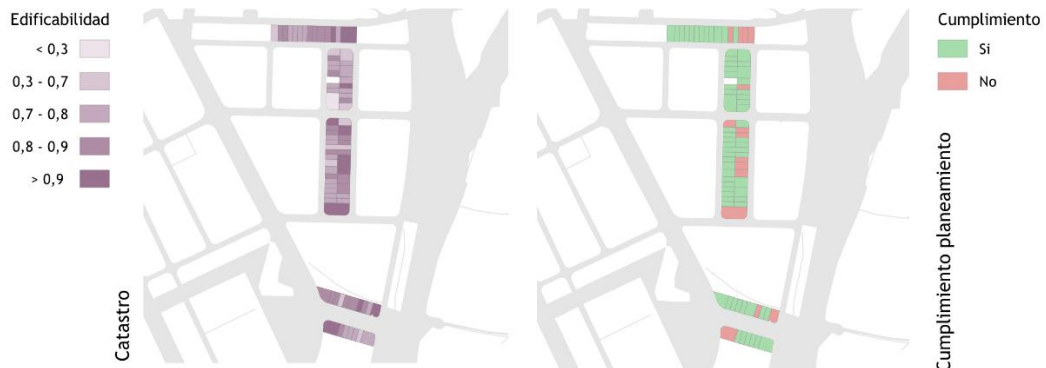 Edificabilidad
< 0,3
0,3 - 0,7
0,7 - 0,8
0,8 - 0,9
> 0,9
Catastro
Cumplimiento
Si
No
Cumplimiento planeamiento